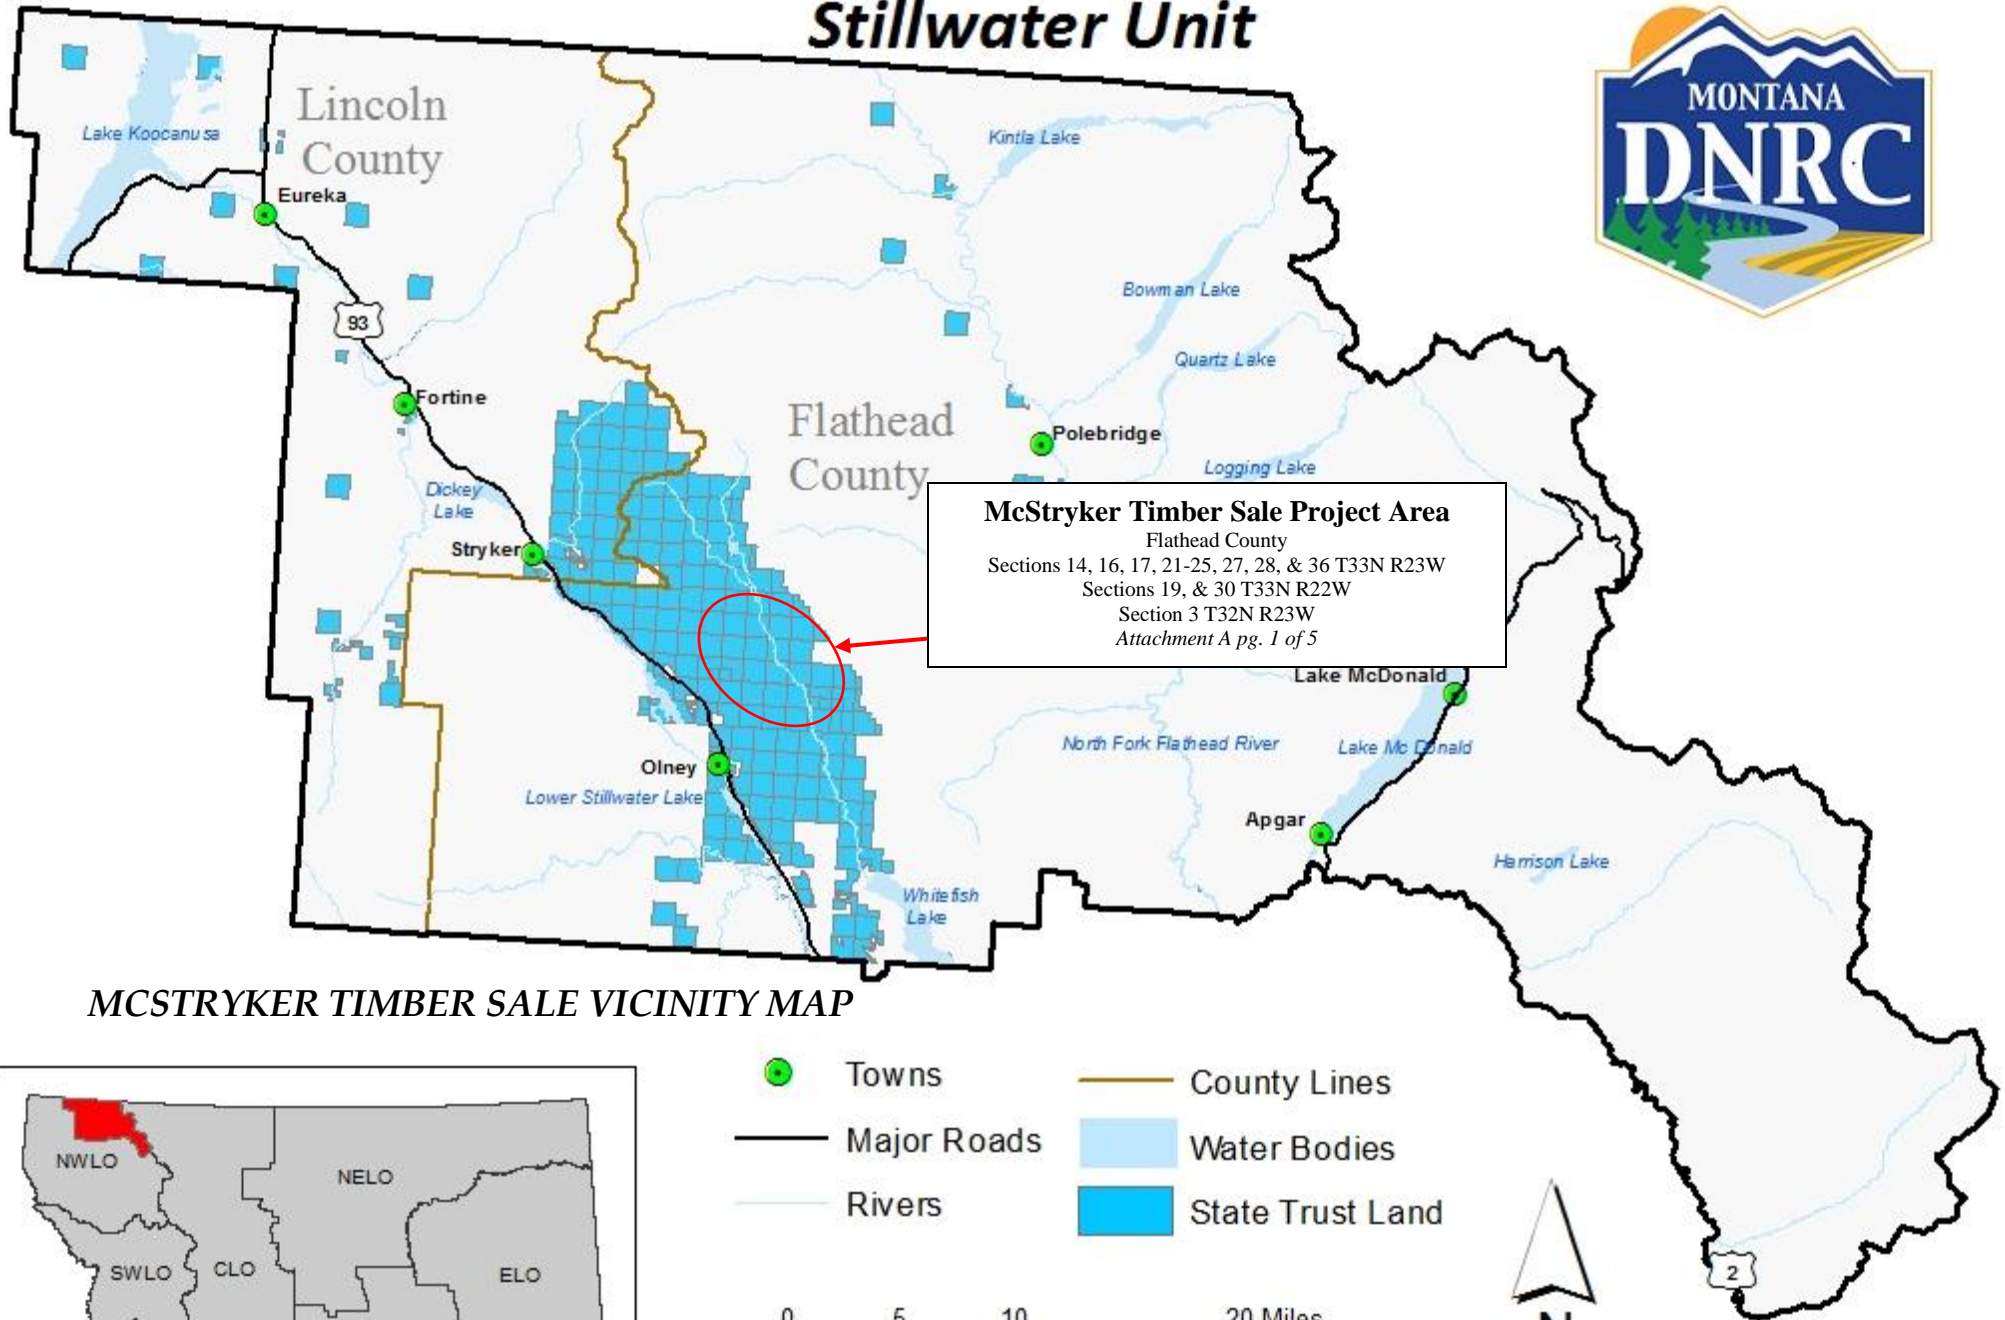 Stillwater Unit
MONTANA
DNRC
Lincoln
County
Lake Koocanusa
Eureka
Kintla Lake
Bowman Lake
93
Quartz Lake
Fortine
Flathead
County
Polebridge
Logging Lake
Dickey
Lake
Stryker
McStryker Timber Sale Project Area
Flathead County
Sections 14, 16, 17, 21-25, 27, 28, & 36 T33N R23W
Sections 19, & 30 T33N R22W
Section 3 T32N R23W
Attachment A pg. 1 of 5
Lake McDonald
North Fork Flathead River
Lake Mc Donald
Olney
Lower Stillwater Lake
Apgar
Harrison Lake
Whitefish
Lake
MCSTRYKER TIMBER SALE VICINITY MAP
Towns
County Lines
Major Roads
Water Bodies
Rivers
State Trust Land
NWLO
NELO
SWLO
CLO
ELO
2
0 5 10 20 Miles
N